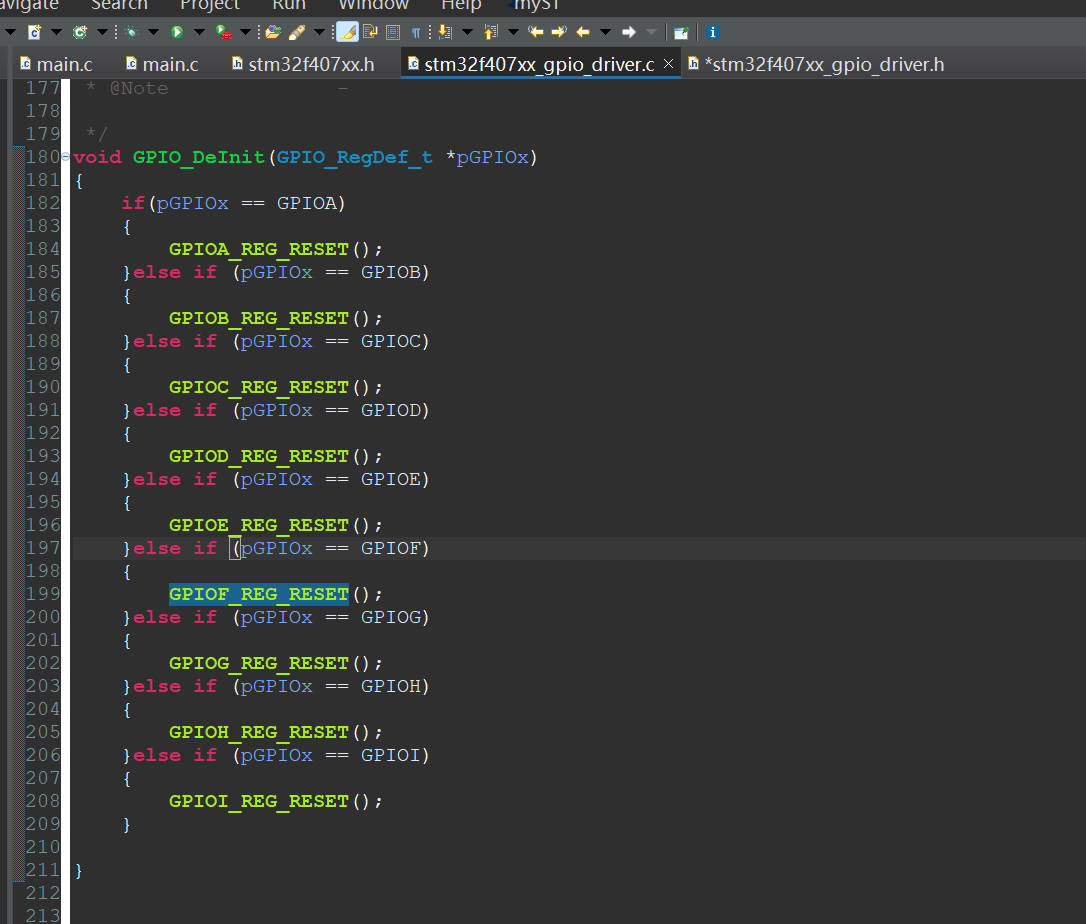 avigate Search Project Run Window Help myST
main.c main.c stm32f407xx.h stm32f407xx_gpio_driver.c *stm32f407xx_gpio_driver.h
177 * @Note -
178
179 */
180 void GPIO_DeInit(GPIO_RegDef_t *pGPIOx)
181 {
182 if(pGPIOx == GPIOA)
183 {
184 GPIOA_REG_RESET();
185 }else if (pGPIOx == GPIOB)
186 {
187 GPIOB_REG_RESET();
188 }else if (pGPIOx == GPIOC)
189 {
190 GPIOC_REG_RESET();
191 }else if (pGPIOx == GPIOD)
192 {
193 GPIOD_REG_RESET();
194 }else if (pGPIOx == GPIOE)
195 {
196 GPIOE_REG_RESET();
197 }else if (pGPIOx == GPIOF)
198 {
199 GPIOF_REG_RESET();
200 }else if (pGPIOx == GPIOG)
201 {
202 GPIOG_REG_RESET();
203 }else if (pGPIOx == GPIOH)
204 {
205 GPIOH_REG_RESET();
206 }else if (pGPIOx == GPIOI)
207 {
208 GPIOI_REG_RESET();
209 }
210
211 }
212
213